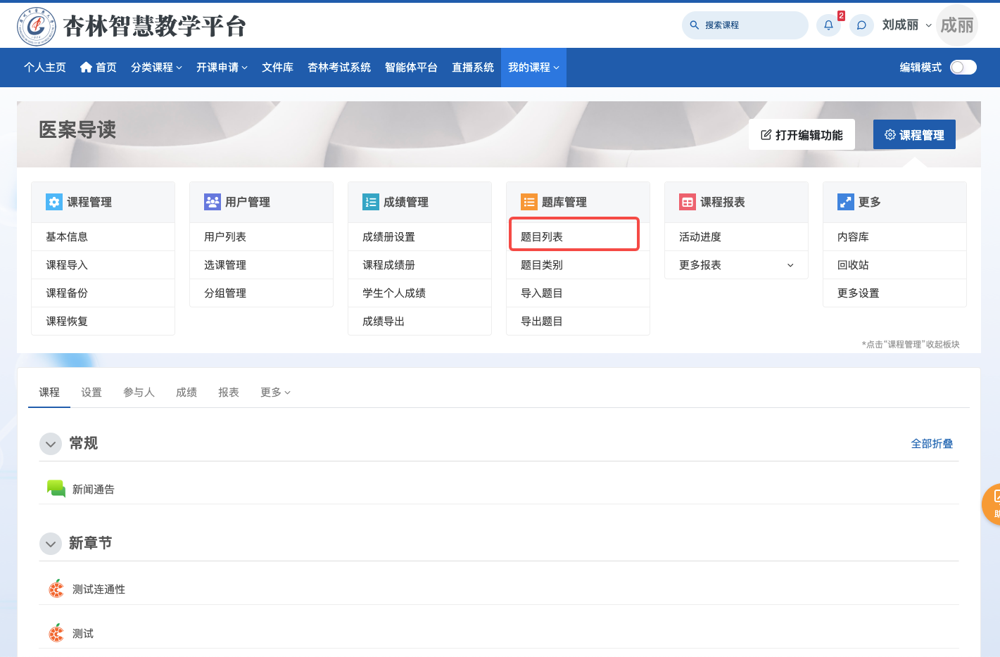 杏林智慧教学平台
搜索课程
2
刘成丽
成丽
个人主页 首页 分类课程 开课申请 文件库 杏林考试系统 智能体平台 直播系统 我的课程 编辑模式
医案导读
打开编辑功能
课程管理
课程管理
基本信息
课程导入
课程备份
课程恢复
用户管理
用户列表
选课管理
分组管理
成绩管理
成绩册设置
课程成绩册
学生个人成绩
成绩导出
题库管理
题目列表
题目类别
导入题目
导出题目
课程报表
活动进度
更多报表
更多
内容库
回收站
更多设置
*点击“课程管理”收起板块
课程 设置 参与人 成绩 报表 更多
常规
全部折叠
新闻通告
新章节
测试连通性
测试